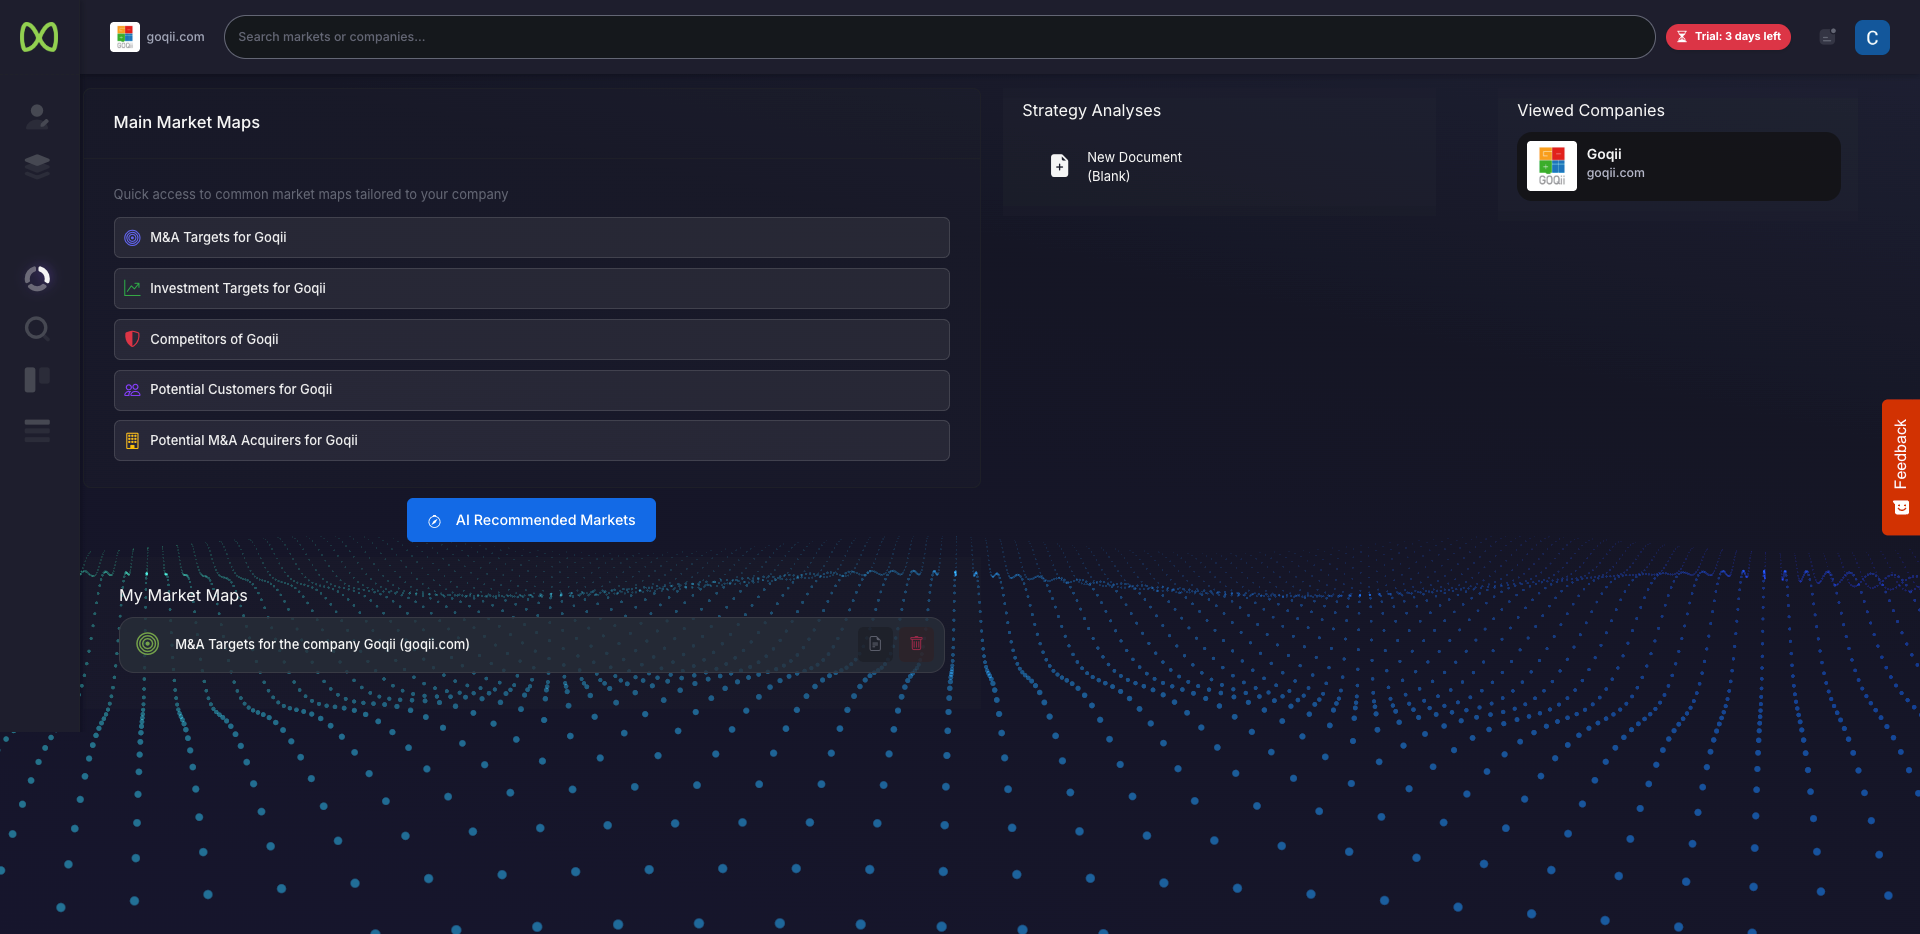 goqii.com
Search markets or companies...
Trial: 3 days left
C
Main Market Maps
Quick access to common market maps tailored to your company
M&A Targets for Goqii
Investment Targets for Goqii
Competitors of Goqii
Potential Customers for Goqii
Potential M&A Acquirers for Goqii
AI Recommended Markets
My Market Maps
M&A Targets for the company Goqii (goqii.com)
Strategy Analyses
New Document
(Blank)
Viewed Companies
GOQii
Goqii
goqii.com
Feedback